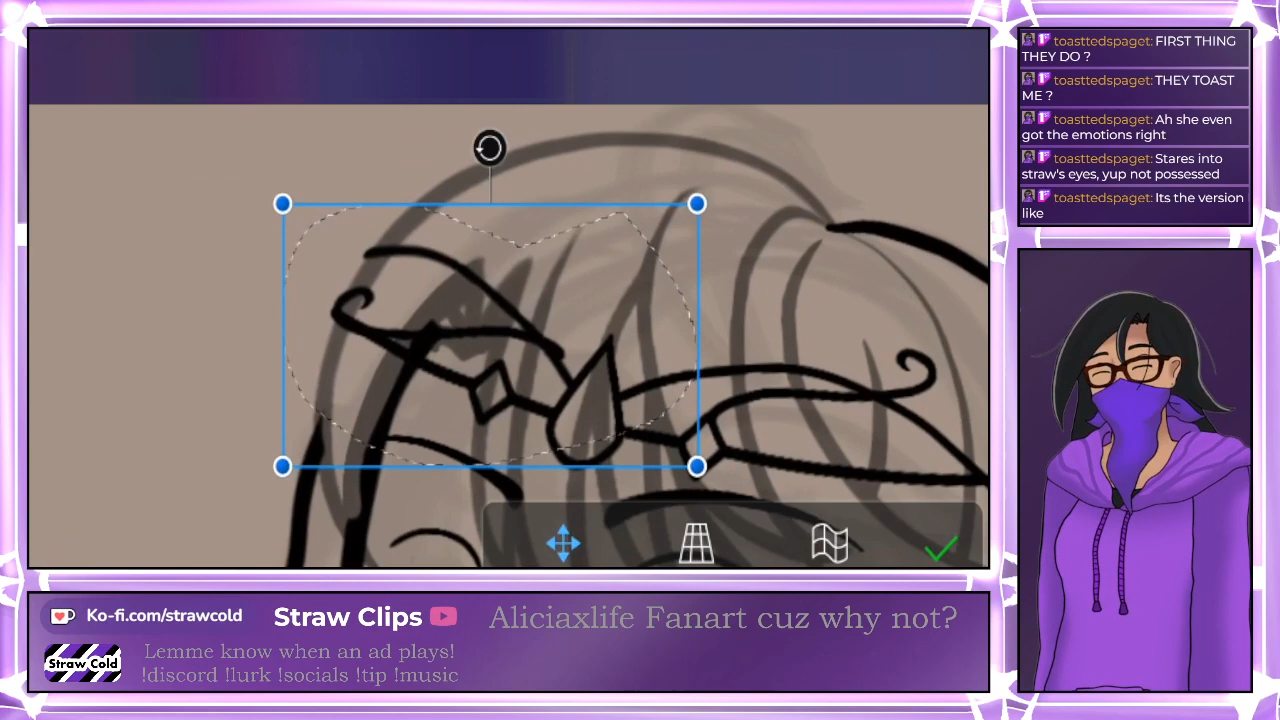 toasttedspaget: FIRST THING
THEY DO ?
toasttedspaget: THEY TOAST
ME ?
toasttedspaget: Ah she even
got the emotions right
toasttedspaget: Stares into
straw's eyes, yup not possessed
toasttedspaget: Its the version
like
Ko-fi.com/strawcold
Straw Clips
Aliciaxlife Fanart cuz why not?
Straw Cold
Lemme know when an ad plays!
!discord !lurk !socials !tip !music